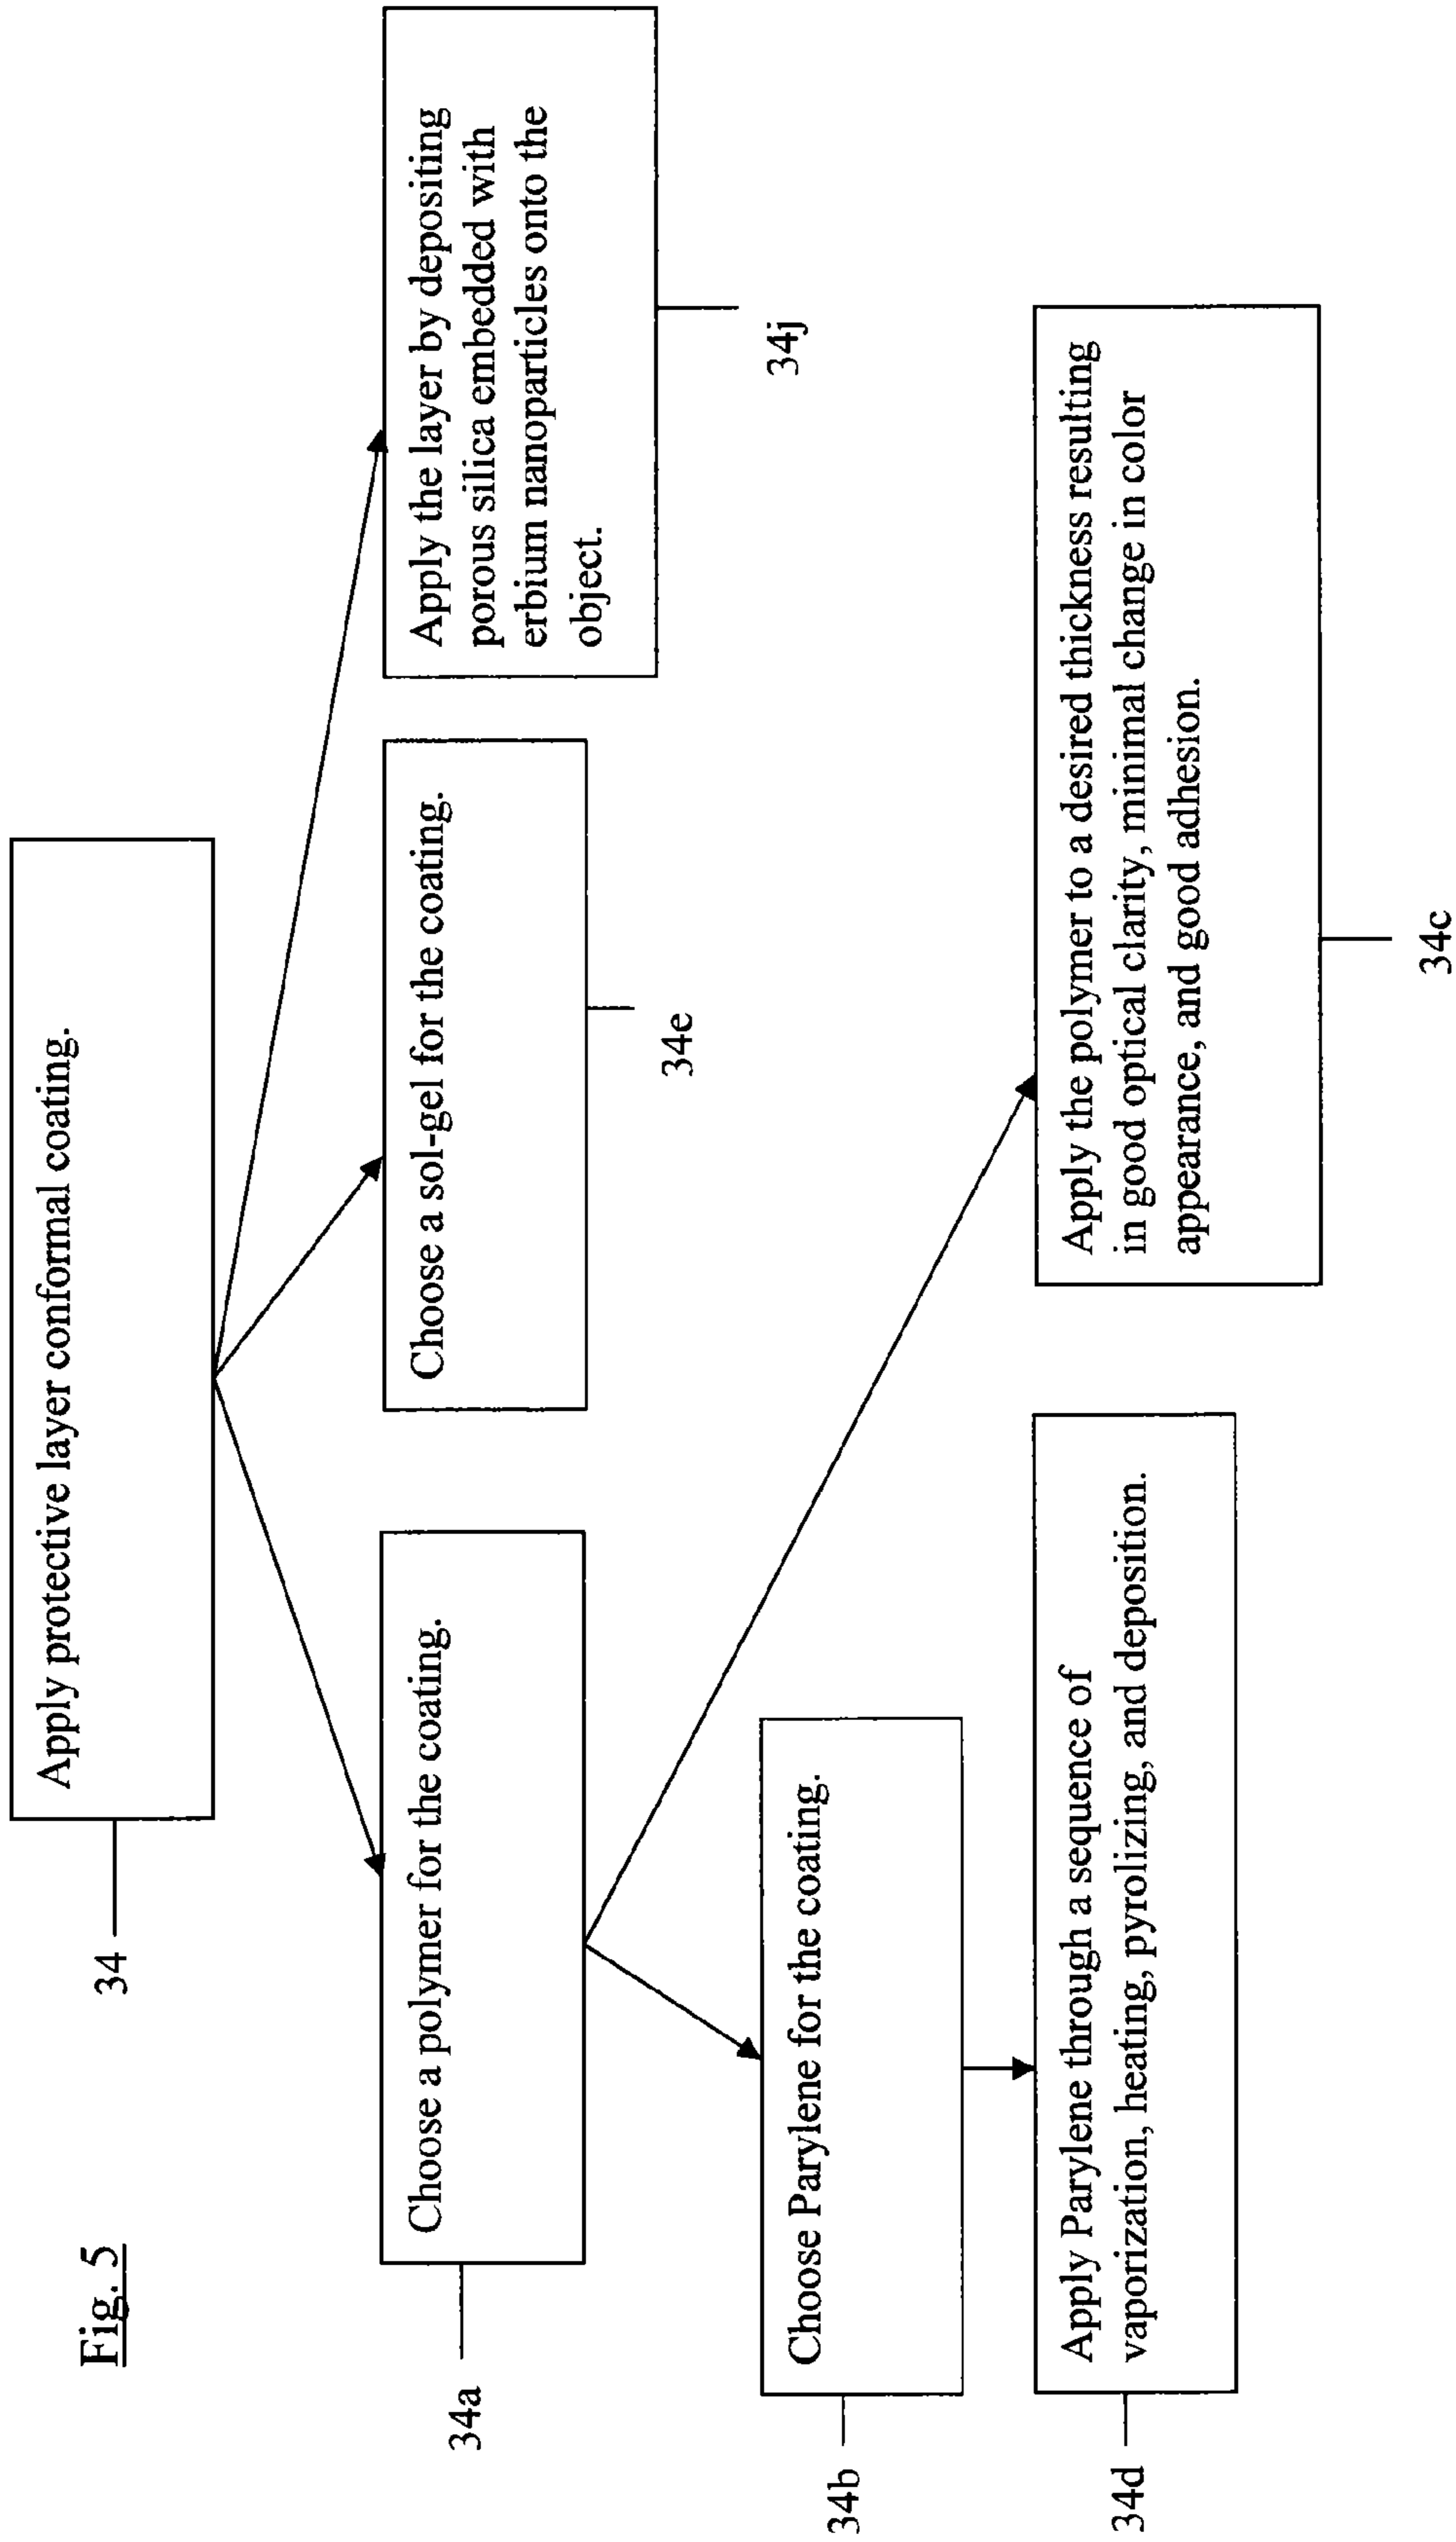 Fig. 5
34
Apply protective layer conformal coating.
34a
Choose a polymer for the coating.
Choose a sol-gel for the coating.
34e
Apply the layer by depositing
porous silica embedded with
erbium nanoparticles onto the
object.
34j
34b
Choose Parylene for the coating.
34d
Apply Parylene through a sequence of
vaporization, heating, pyrolizing, and deposition.
Apply the polymer to a desired thickness resulting
in good optical clarity, minimal change in color
appearance, and good adhesion.
34c